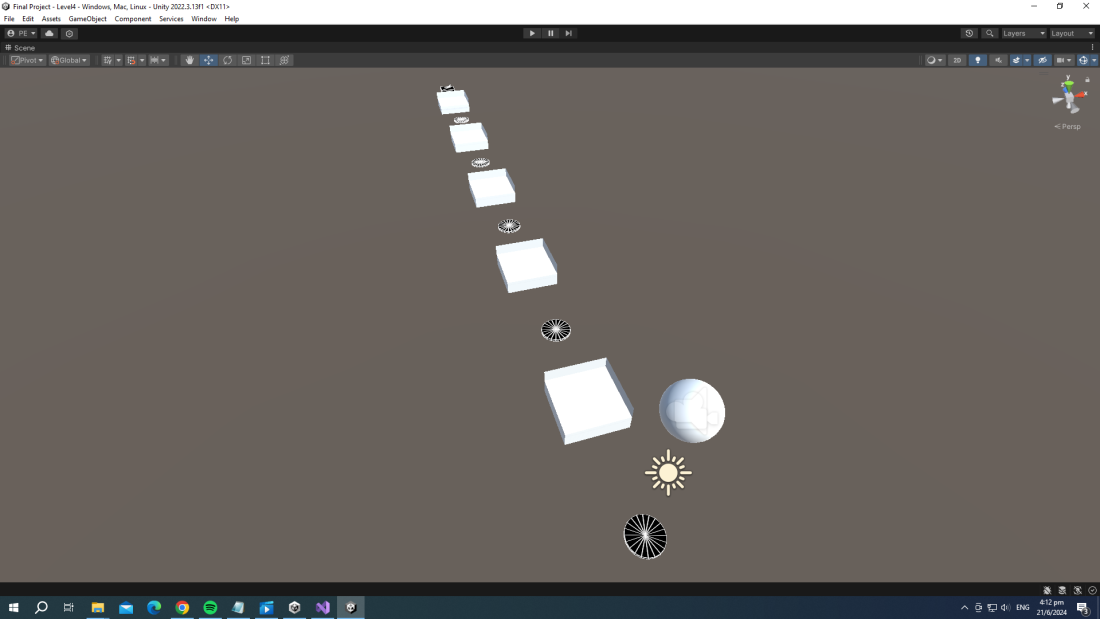 Final Project - Level4 - Windows, Mac, Linux - Unity 2022.3.13f1 <DX11>
File Edit Assets GameObject Component Services Window Help
PE Layers Layout
Scene
Pivot Global 2D
y
x
z
Persp
ENG
4:12 pm
21/6/2024
3